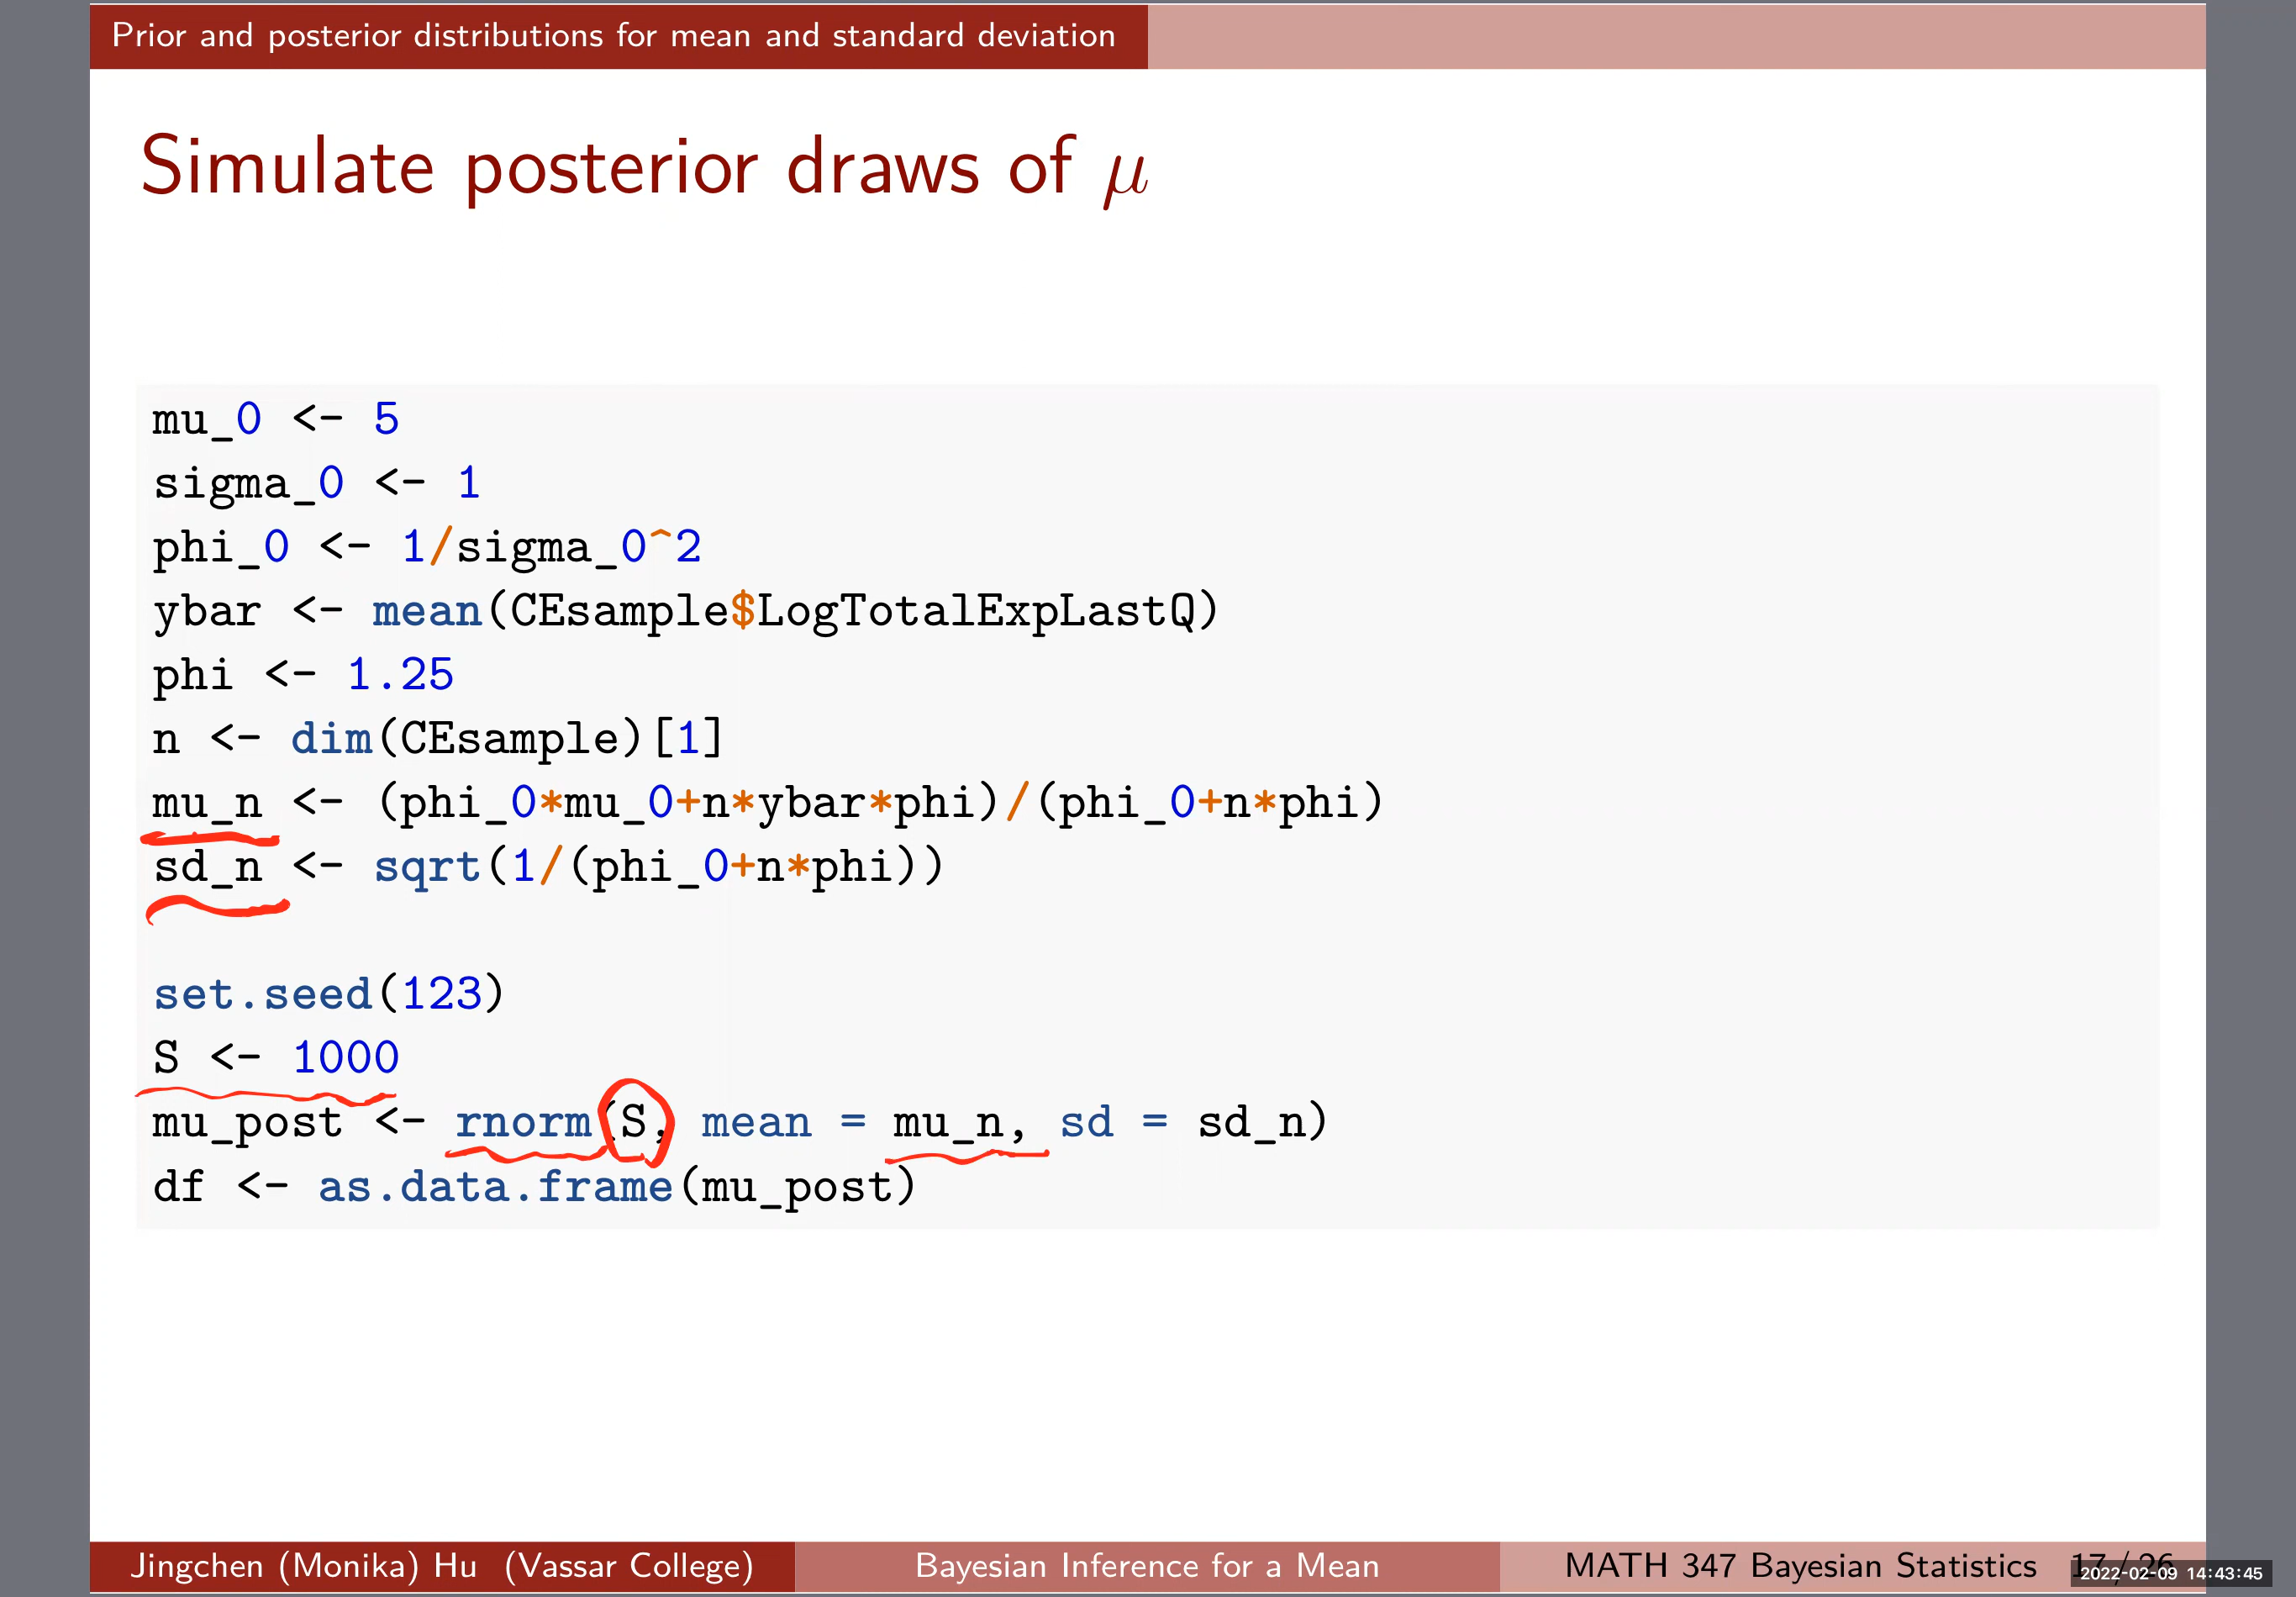 Prior and posterior distributions for mean and standard deviation
Simulate posterior draws of μ
mu_0 <- 5
sigma_0 <- 1
phi_0 <- 1/sigma_0^2
ybar <- mean(CEsample$LogTotalExpLastQ)
phi <- 1.25
n <- dim(CEsample)[1]
mu_n <- (phi_0*mu_0+n*ybar*phi)/(phi_0+n*phi)
sd_n <- sqrt(1/(phi_0+n*phi))
set.seed(123)
S <- 1000
mu_post <- rnorm(S, mean = mu_n, sd = sd_n)
df <- as.data.frame(mu_post)
Jingchen (Monika) Hu (Vassar College) Bayesian Inference for a Mean MATH 347 Bayesian Statistics 17 / 26
2022-02-09 14:43:45